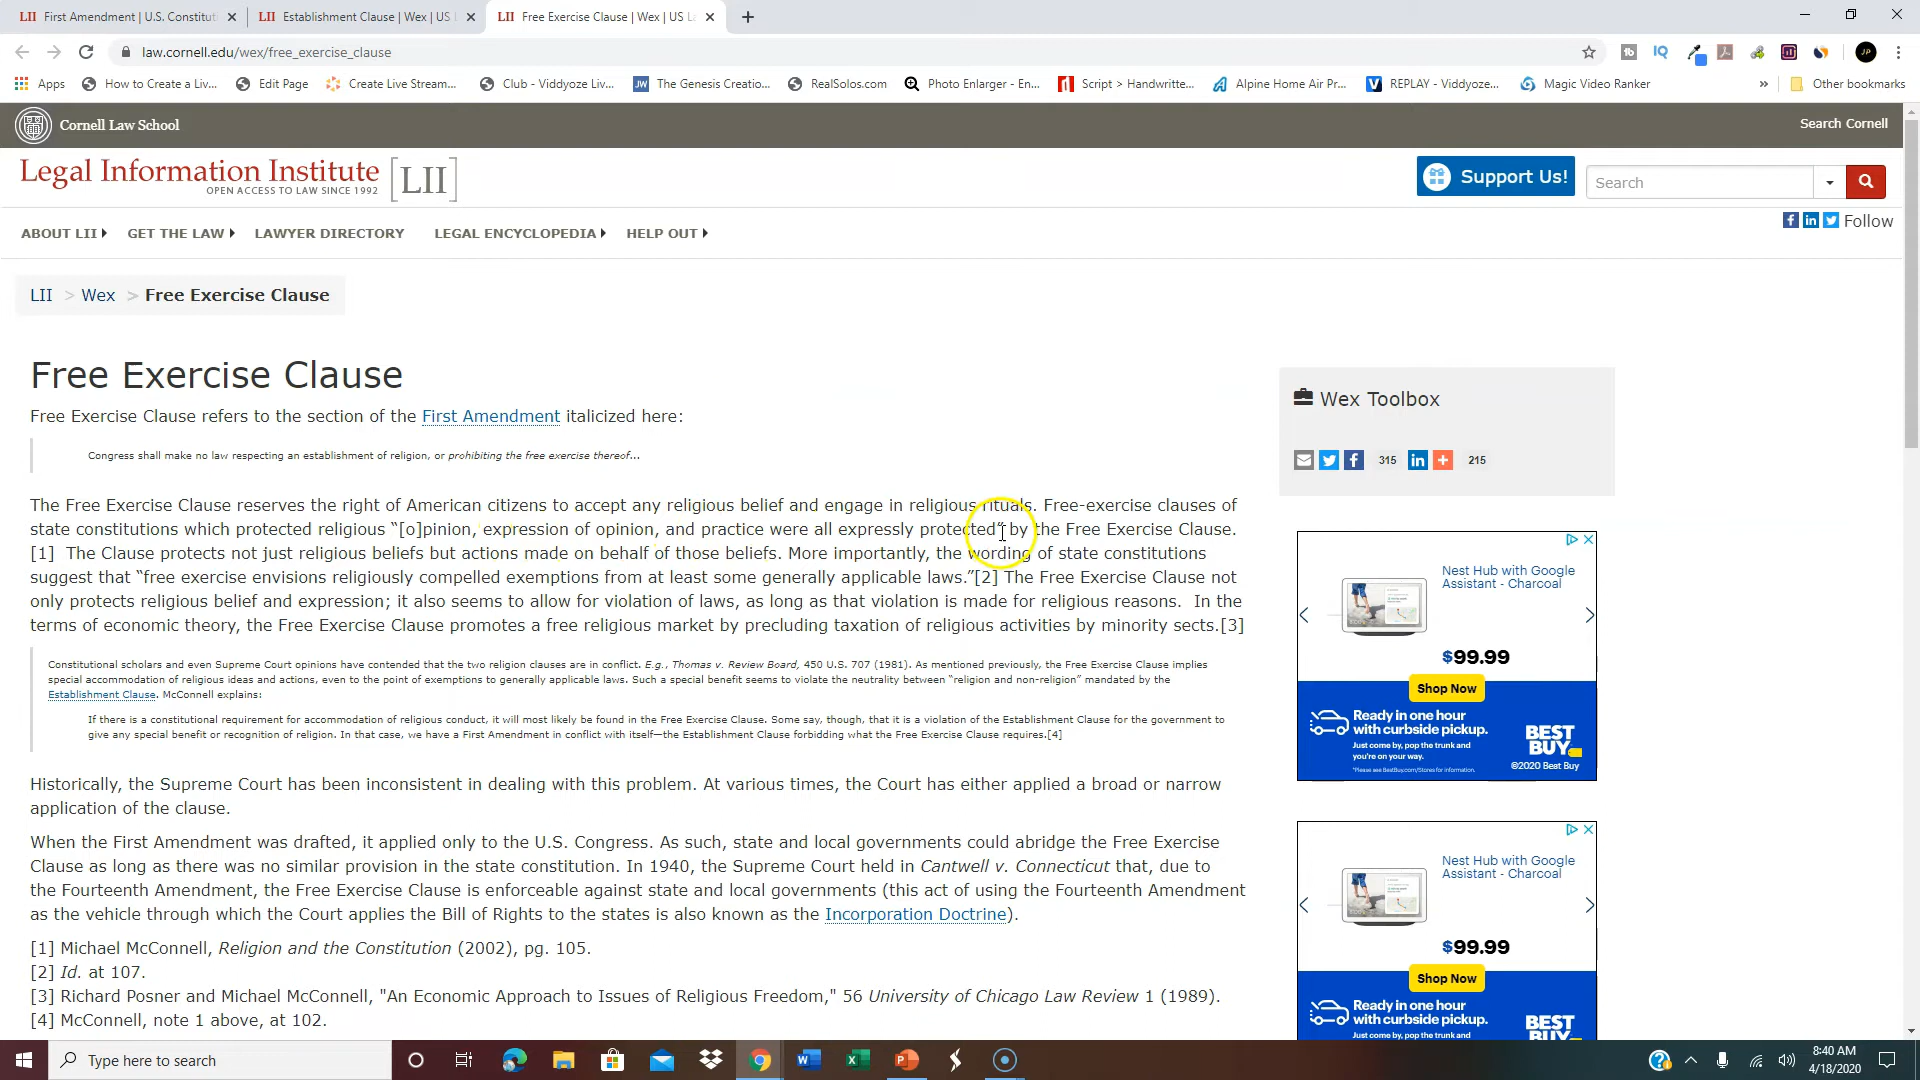 LII First Amendment | U.S. Constitut
LII Establishment Clause | Wex | US L
LII Free Exercise Clause | Wex | US La
law.cornell.edu/wex/free_exercise_clause
Apps
How to Create a Liv...
Edit Page
Create Live Stream...
Club - Viddyoze Liv...
The Genesis Creatio...
RealSolos.com
Photo Enlarger - En...
Script > Handwritte...
Alpine Home Air Pr...
REPLAY - Viddyoze...
Magic Video Ranker
Other bookmarks
Cornell Law School
Search Cornell
Legal Information Institute [LII]
OPEN ACCESS TO LAW SINCE 1992
Support Us!
Search
Follow
ABOUT LII
GET THE LAW
LAWYER DIRECTORY
LEGAL ENCYCLOPEDIA
HELP OUT
LII > Wex > Free Exercise Clause
Free Exercise Clause
Free Exercise Clause refers to the section of the First Amendment italicized here:
Congress shall make no law respecting an establishment of religion, or prohibiting the free exercise thereof...
The Free Exercise Clause reserves the right of American citizens to accept any religious belief and engage in religious rituals. Free-exercise clauses of
state constitutions which protected religious “[o]pinion, expression of opinion, and practice were all expressly protected” by the Free Exercise Clause.
[1] The Clause protects not just religious beliefs but actions made on behalf of those beliefs. More importantly, the wording of state constitutions
suggest that “free exercise envisions religiously compelled exemptions from at least some generally applicable laws.”[2] The Free Exercise Clause not
only protects religious belief and expression; it also seems to allow for violation of laws, as long as that violation is made for religious reasons. In the
terms of economic theory, the Free Exercise Clause promotes a free religious market by precluding taxation of religious activities by minority sects.[3]
Constitutional scholars and even Supreme Court opinions have contended that the two religion clauses are in conflict. E.g., Thomas v. Review Board, 450 U.S. 707 (1981). As mentioned previously, the Free Exercise Clause implies
special accommodation of religious ideas and actions, even to the point of exemptions to generally applicable laws. Such a special benefit seems to violate the neutrality between “religion and non-religion” mandated by the
Establishment Clause. McConnell explains:
If there is a constitutional requirement for accommodation of religious conduct, it will most likely be found in the Free Exercise Clause. Some say, though, that it is a violation of the Establishment Clause for the government to
give any special benefit or recognition of religion. In that case, we have a First Amendment in conflict with itself—the Establishment Clause forbidding what the Free Exercise Clause requires.[4]
Historically, the Supreme Court has been inconsistent in dealing with this problem. At various times, the Court has either applied a broad or narrow
application of the clause.
When the First Amendment was drafted, it applied only to the U.S. Congress. As such, state and local governments could abridge the Free Exercise
Clause as long as there was no similar provision in the state constitution. In 1940, the Supreme Court held in Cantwell v. Connecticut that, due to
the Fourteenth Amendment, the Free Exercise Clause is enforceable against state and local governments (this act of using the Fourteenth Amendment
as the vehicle through which the Court applies the Bill of Rights to the states is also known as the Incorporation Doctrine).
[1] Michael McConnell, Religion and the Constitution (2002), pg. 105.
[2] Id. at 107.
[3] Richard Posner and Michael McConnell, "An Economic Approach to Issues of Religious Freedom," 56 University of Chicago Law Review 1 (1989).
[4] McConnell, note 1 above, at 102.
Wex Toolbox
315
215
Nest Hub with Google
Assistant - Charcoal
$99.99
Shop Now
Ready in one hour
with curbside pickup.
Just come by, pop the trunk and
you're on your way.
*Please see BestBuy.com/Stores for information.
BEST
BUY
©2020 Best Buy
Nest Hub with Google
Assistant - Charcoal
$99.99
Shop Now
Ready in one hour
with curbside pickup.
BEST
Type here to search
8:40 AM
4/18/2020